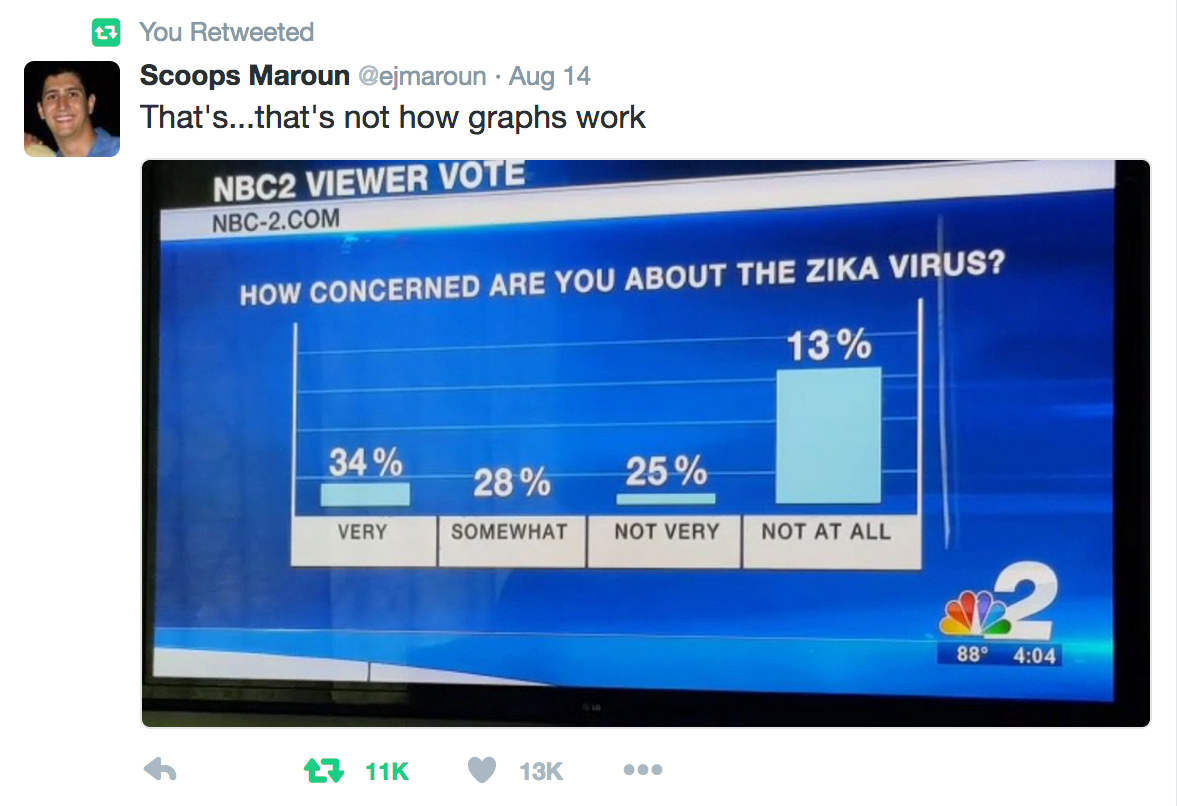 You Retweeted
Scoops Maroun @ejmaroun · Aug 14
That's...that's not how graphs work
NBC2 VIEWER VOTE
NBC-2.COM
HOW CONCERNED ARE YOU ABOUT THE ZIKA VIRUS?
34%
28%
25%
13%
VERY
SOMEWHAT
NOT VERY
NOT AT ALL
2
88° 4:04
11K
13K